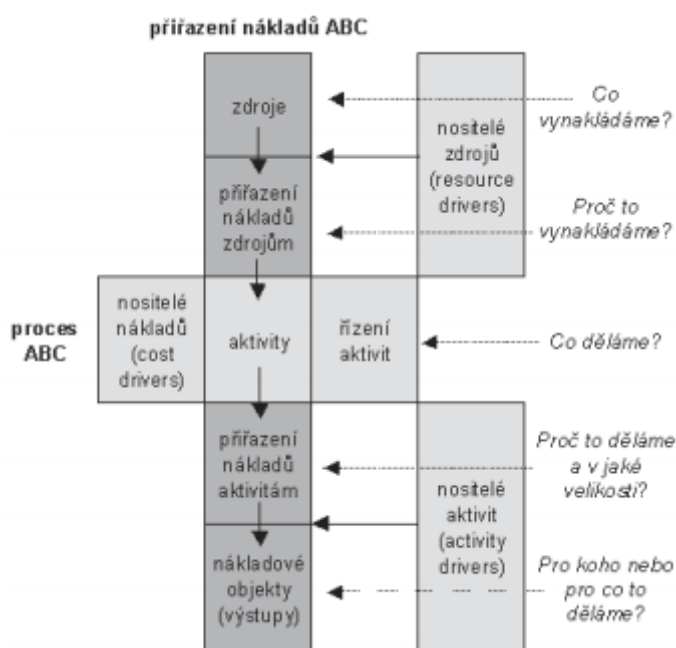 přiřazení nákladů ABC
zdroje
Co
vynakládáme?
nositelé
zdrojů
(resource
drivers)
přiřazení
nákladů
zdrojům
Proč to
vynakládáme?
proces
ABC
nositelé
nákladů
(cost
drivers)
aktivity
řízení
aktivit
Co děláme?
přiřazení
nákladů
aktivitám
Proč to děláme
a v jaké
velikosti?
nositelé
aktivit
(activity
drivers)
nákladové
objekty
(výstupy)
Pro koho nebo
pro co to
děláme?